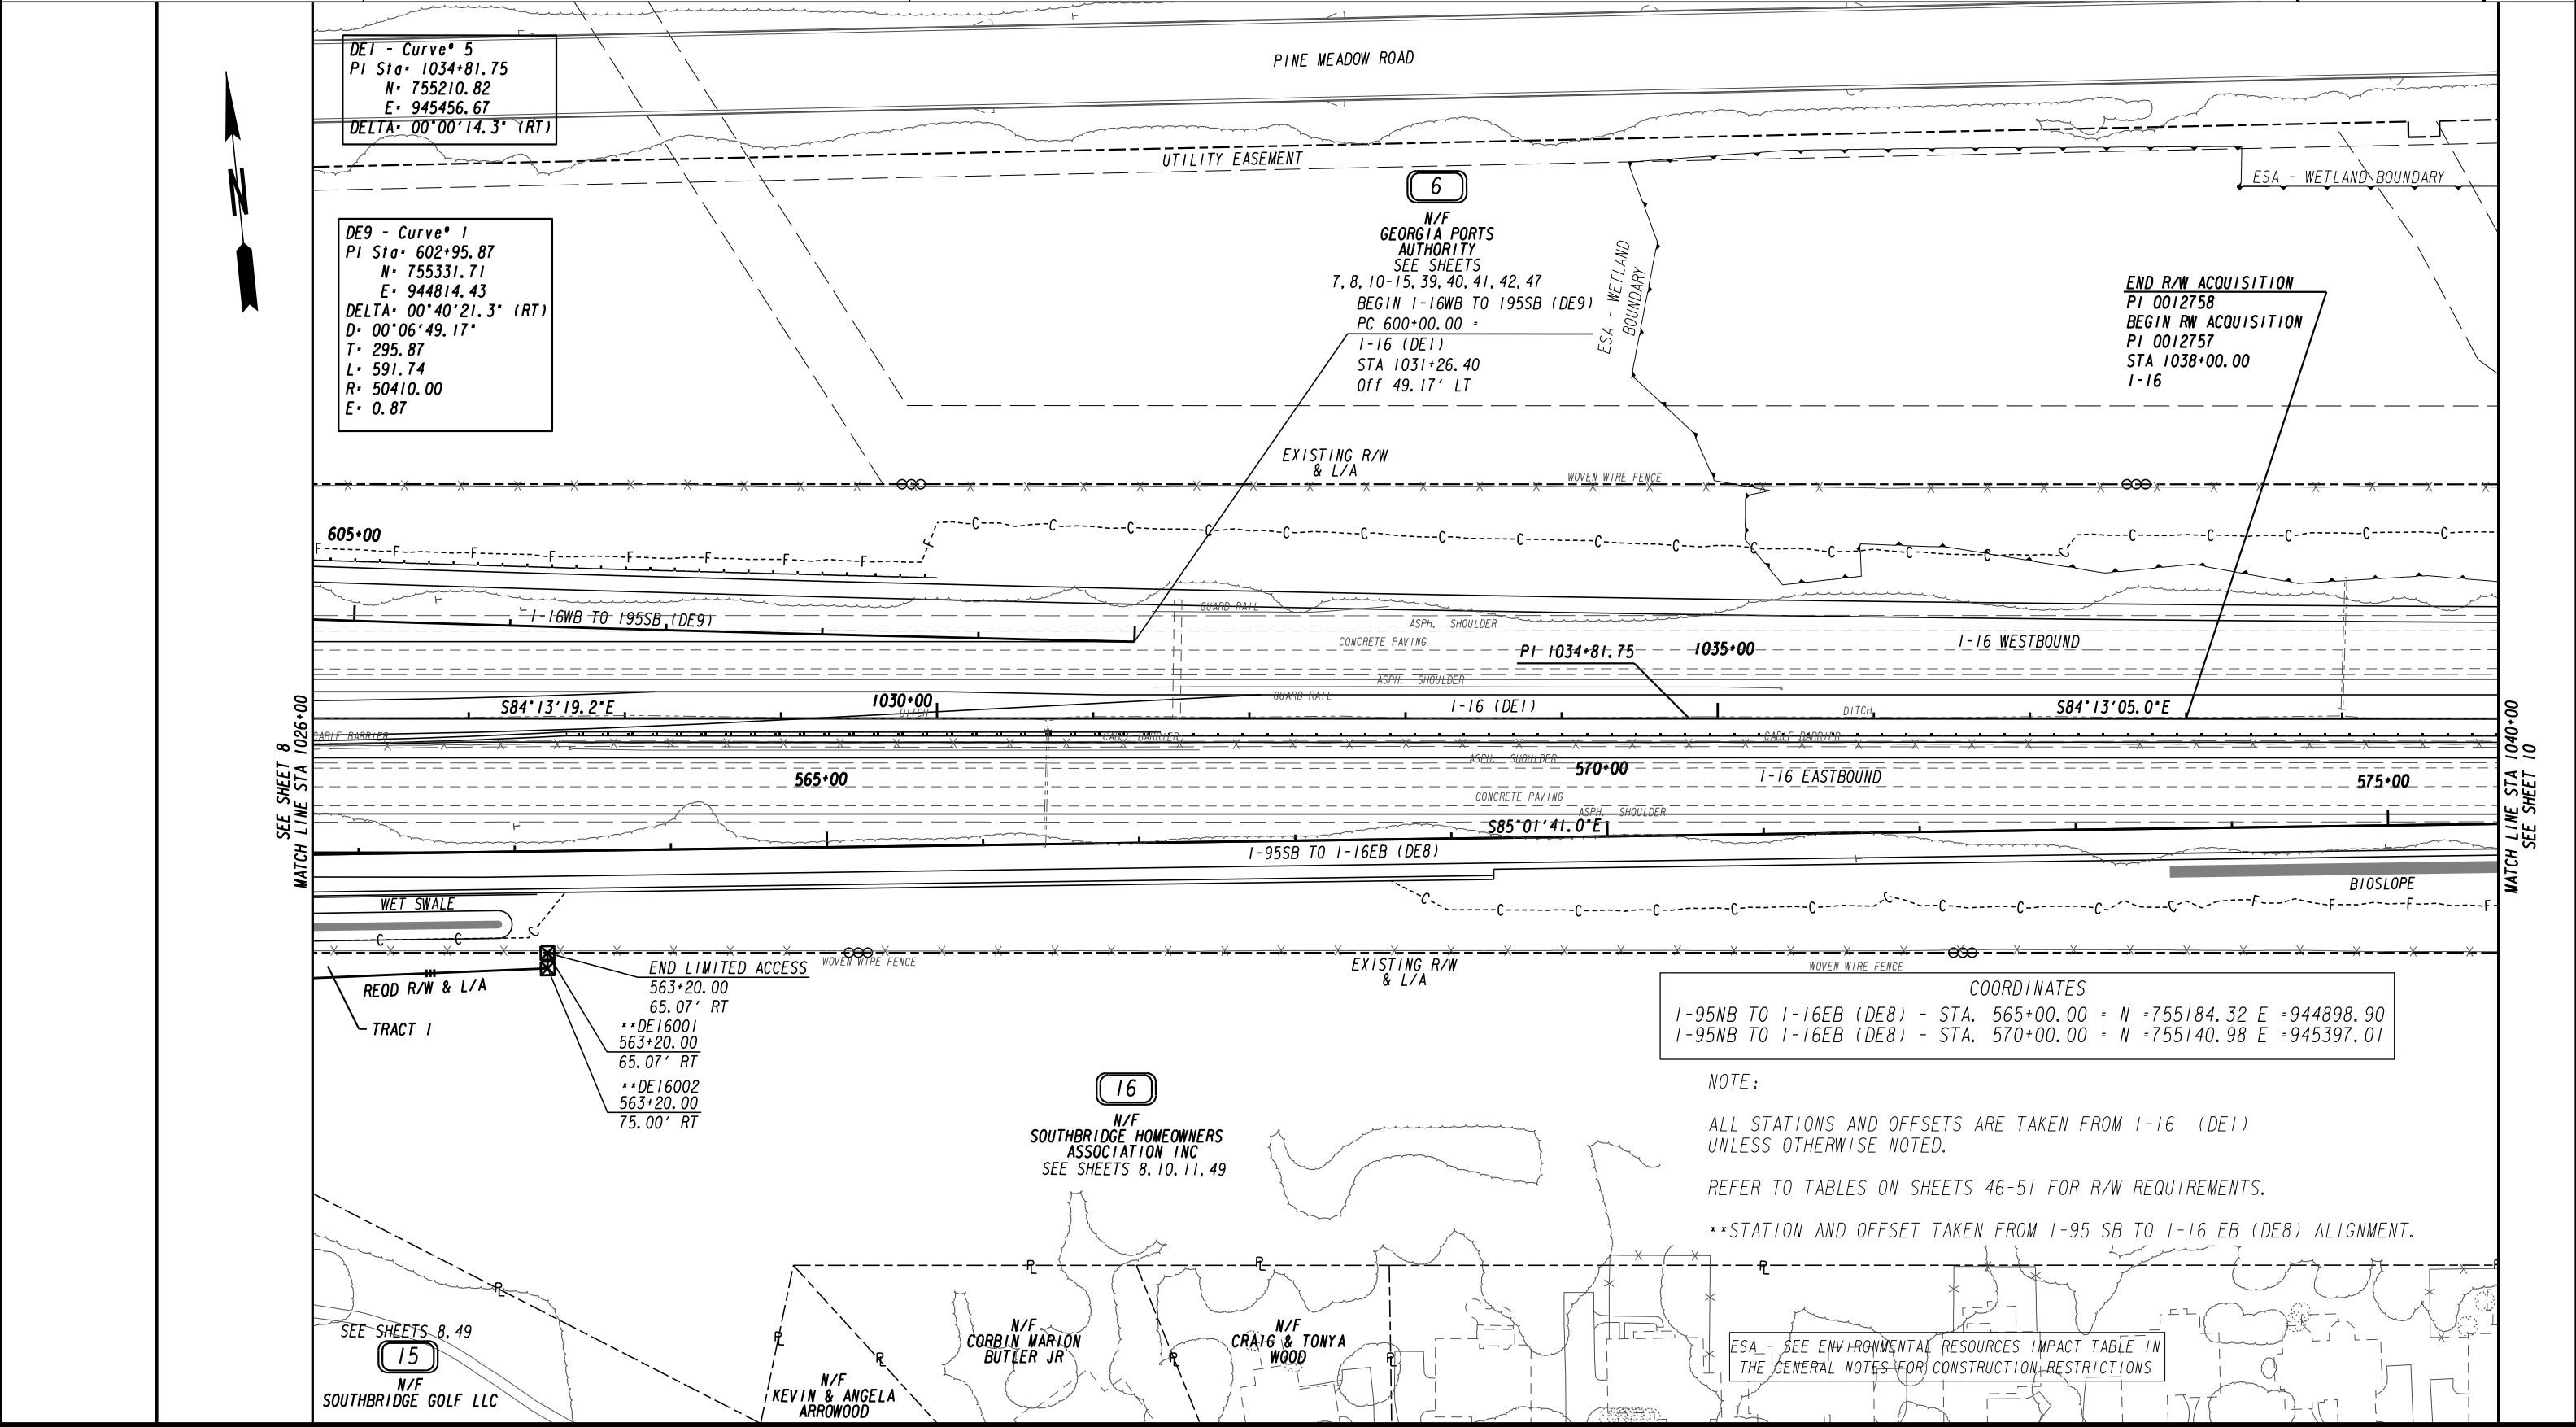 PINE MEADOW ROAD
DE1 - Curve# 5
PI Sta= 1034+81.75
N= 755210.82
E= 945456.67
DELTA= 00°00'14.3" (RT)
UTILITY EASEMENT
N
6
N/F
GEORGIA PORTS
AUTHORITY
SEE SHEETS
7, 8, 10-15, 39, 40, 41, 42, 47
BEGIN I-16WB TO 195SB (DE9)
PC 600+00.00 =
I-16 (DE1)
STA 1031+26.40
Off 49.17' LT
ESA - WETLAND
BOUNDARY
ESA - WETLAND BOUNDARY
DE9 - Curve# 1
PI Sta= 602+95.87
N= 755331.71
E= 944814.43
DELTA= 00°40'21.3" (RT)
D= 00°06'49.17"
T= 295.87
L= 591.74
R= 50410.00
E= 0.87
END R/W ACQUISITION
PI 0012758
BEGIN RW ACQUISITION
PI 0012757
STA 1038+00.00
I-16
EXISTING R/W
& L/A
WOVEN WIRE FENCE
605+00
I-16WB TO 195SB (DE9)
GUARD RAIL
ASPH. SHOULDER
CONCRETE PAVING
PI 1034+81.75
1035+00
I-16 WESTBOUND
ASPH. SHOULDER
GUARD RAIL
S84°13'19.2"E
1030+00
DITCH
I-16 (DE1)
DITCH
S84°13'05.0"E
CABLE BARRIER
CABLE BARRIER
CABLE BARRIER
ASPH. SHOULDER
565+00
570+00
I-16 EASTBOUND
575+00
CONCRETE PAVING
ASPH. SHOULDER
S85°01'41.0"E
I-95SB TO I-16EB (DE8)
SEE SHEET 8
MATCH LINE STA 1026+00
MATCH LINE STA 1040+00
SEE SHEET 10
BIOSLOPE
WET SWALE
WOVEN WIRE FENCE
EXISTING R/W
& L/A
WOVEN WIRE FENCE
REQD R/W & L/A
TRACT 1
END LIMITED ACCESS
563+20.00
65.07' RT
**DE16001
563+20.00
65.07' RT
**DE16002
563+20.00
75.00' RT
COORDINATES
I-95NB TO I-16EB (DE8) - STA. 565+00.00 = N =755184.32 E =944898.90
I-95NB TO I-16EB (DE8) - STA. 570+00.00 = N =755140.98 E =945397.01
NOTE:
ALL STATIONS AND OFFSETS ARE TAKEN FROM I-16 (DE1)
UNLESS OTHERWISE NOTED.
REFER TO TABLES ON SHEETS 46-51 FOR R/W REQUIREMENTS.
**STATION AND OFFSET TAKEN FROM I-95 SB TO I-16 EB (DE8) ALIGNMENT.
16
N/F
SOUTHBRIDGE HOMEOWNERS
ASSOCIATION INC
SEE SHEETS 8, 10, 11, 49
SEE SHEETS 8, 49
15
N/F
SOUTHBRIDGE GOLF LLC
N/F
KEVIN & ANGELA
ARROWOOD
N/F
CORBIN MARION
BUTLER JR
N/F
CRAIG & TONYA
WOOD
ESA - SEE ENVIRONMENTAL RESOURCES IMPACT TABLE IN
THE GENERAL NOTES FOR CONSTRUCTION RESTRICTIONS